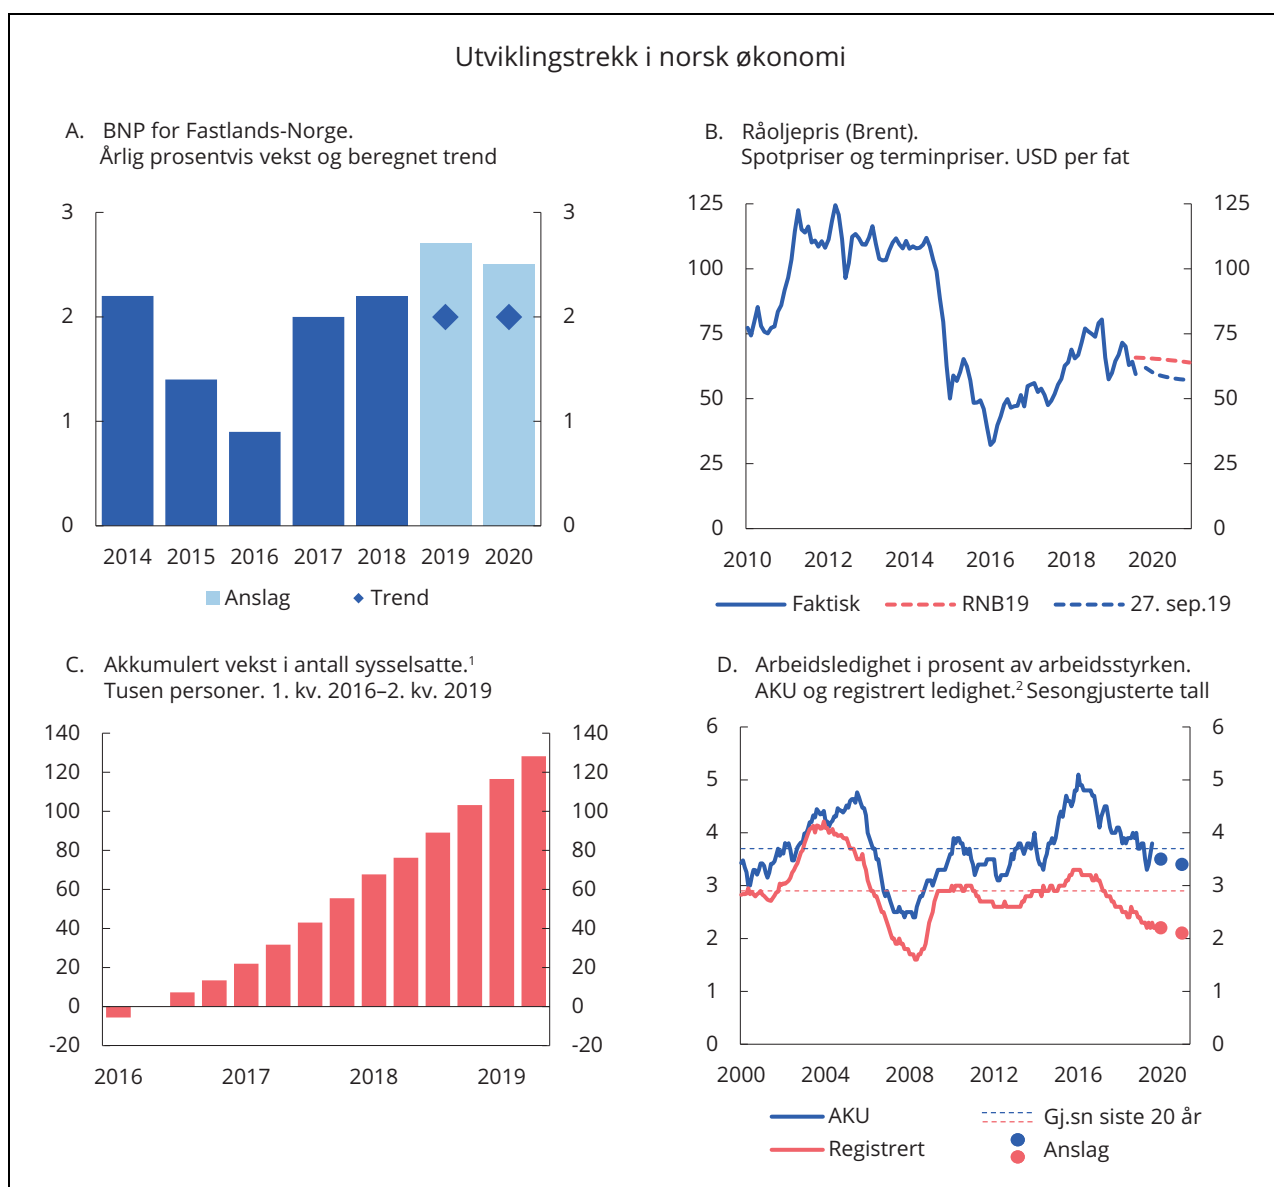 Utviklingstrekk i norsk økonomi
A. BNP for Fastlands-Norge.
Årlig prosentvis vekst og beregnet trend
3 3
2 2
1 1
0 0
2014 2015 2016 2017 2018 2019 2020
Anslag Trend
B. Råoljepris (Brent).
Spotpriser og terminpriser. USD per fat
125 125
100 100
75 75
50 50
25 25
0 0
2010 2012 2014 2016 2018 2020
Faktisk RNB19 27. sep.19
C. Akkumulert vekst i antall sysselsatte.¹
Tusen personer. 1. kv. 2016–2. kv. 2019
140 140
120 120
100 100
80 80
60 60
40 40
20 20
0 0
-20 -20
2016 2017 2018 2019
D. Arbeidsledighet i prosent av arbeidsstyrken.
AKU og registrert ledighet.² Sesongjusterte tall
6 6
5 5
4 4
3 3
2 2
1 1
0 0
2000 2004 2008 2012 2016 2020
AKU Gj.sn siste 20 år
Registrert Anslag